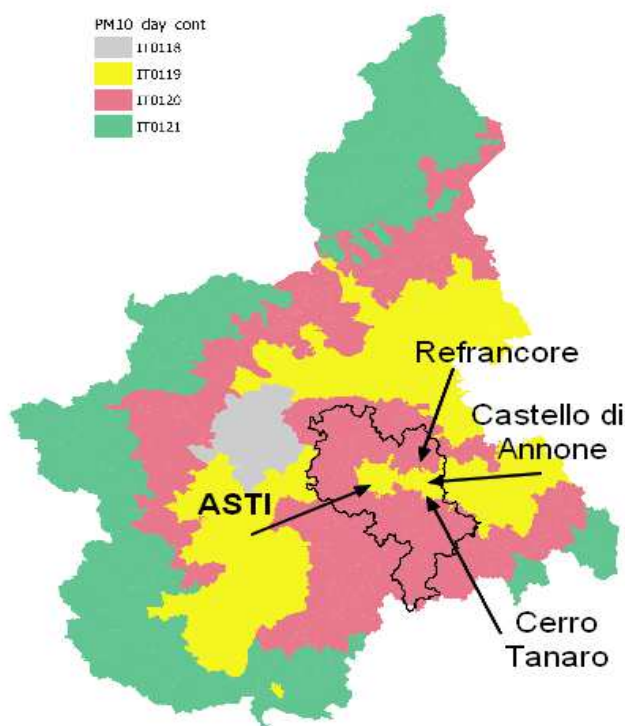 PM10 day cont
IT0118
IT0119
IT0120
IT0121
Refrancore
Castello di
Annone
ASTI
Cerro
Tanaro